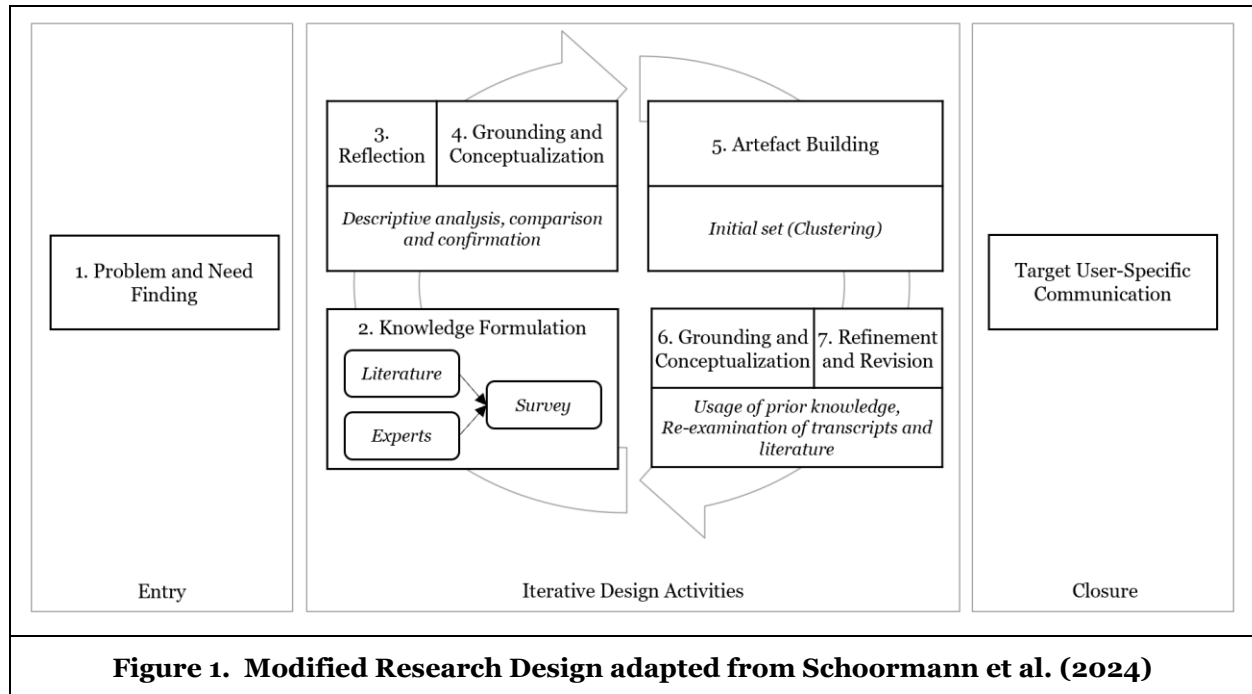 1. Problem and Need
Finding
Entry
3.
Reflection
4. Grounding and
Conceptualization
Descriptive analysis, comparison
and confirmation
5. Artefact Building
Initial set (Clustering)
2. Knowledge Formulation
Literature
Experts
Survey
6. Grounding and
Conceptualization
7. Refinement
and Revision
Usage of prior knowledge,
Re-examination of transcripts and
literature
Iterative Design Activities
Target User-Specific
Communication
Closure
Figure 1. Modified Research Design adapted from Schoormann et al. (2024)